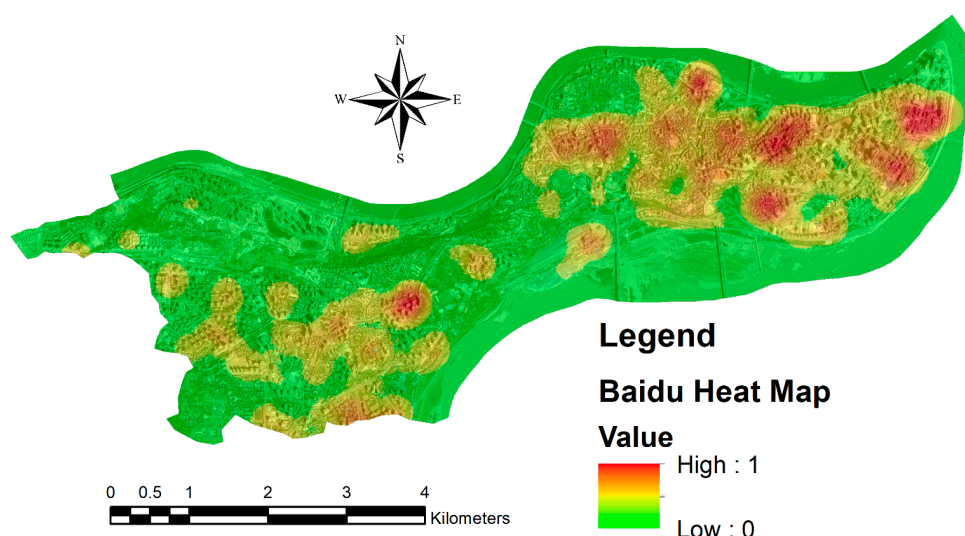 N
W E
S
Legend
Baidu Heat Map
Value
High : 1
Low : 0
0 0.5 1 2 3 4
Kilometers